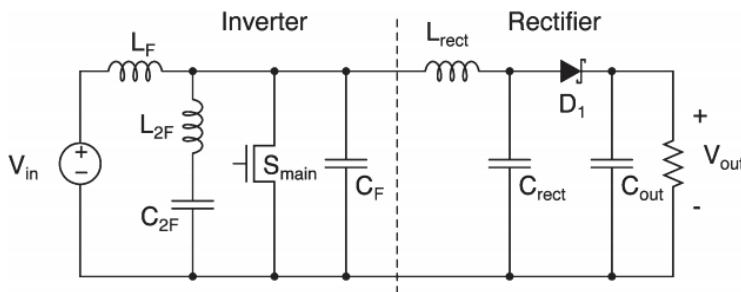 Inverter
Rectifier
L_F
L_rect
L_2F
D_1
+
V_in
+
-
S_main
V_out
C_2F
C_F
C_rect
C_out
-